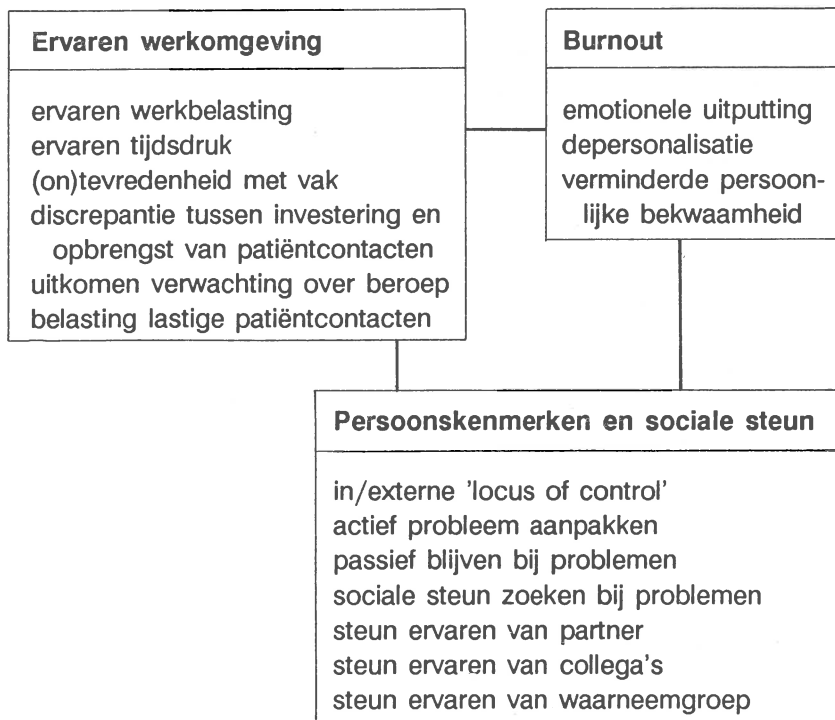 Ervaren werkomgeving
ervaren werkbelasting
ervaren tijdsdruk
(on)tevredenheid met vak
discrepantie tussen investering en
opbrengst van patiëntcontacten
uitkomen verwachting over beroep
belasting lastige patiëntcontacten
Burnout
emotionele uitputting
depersonalisatie
verminderde persoon-
lijke bekwaamheid
Persoonskenmerken en sociale steun
in/externe 'locus of control'
actief probleem aanpakken
passief blijven bij problemen
sociale steun zoeken bij problemen
steun ervaren van partner
steun ervaren van collega's
steun ervaren van waarneemgroep